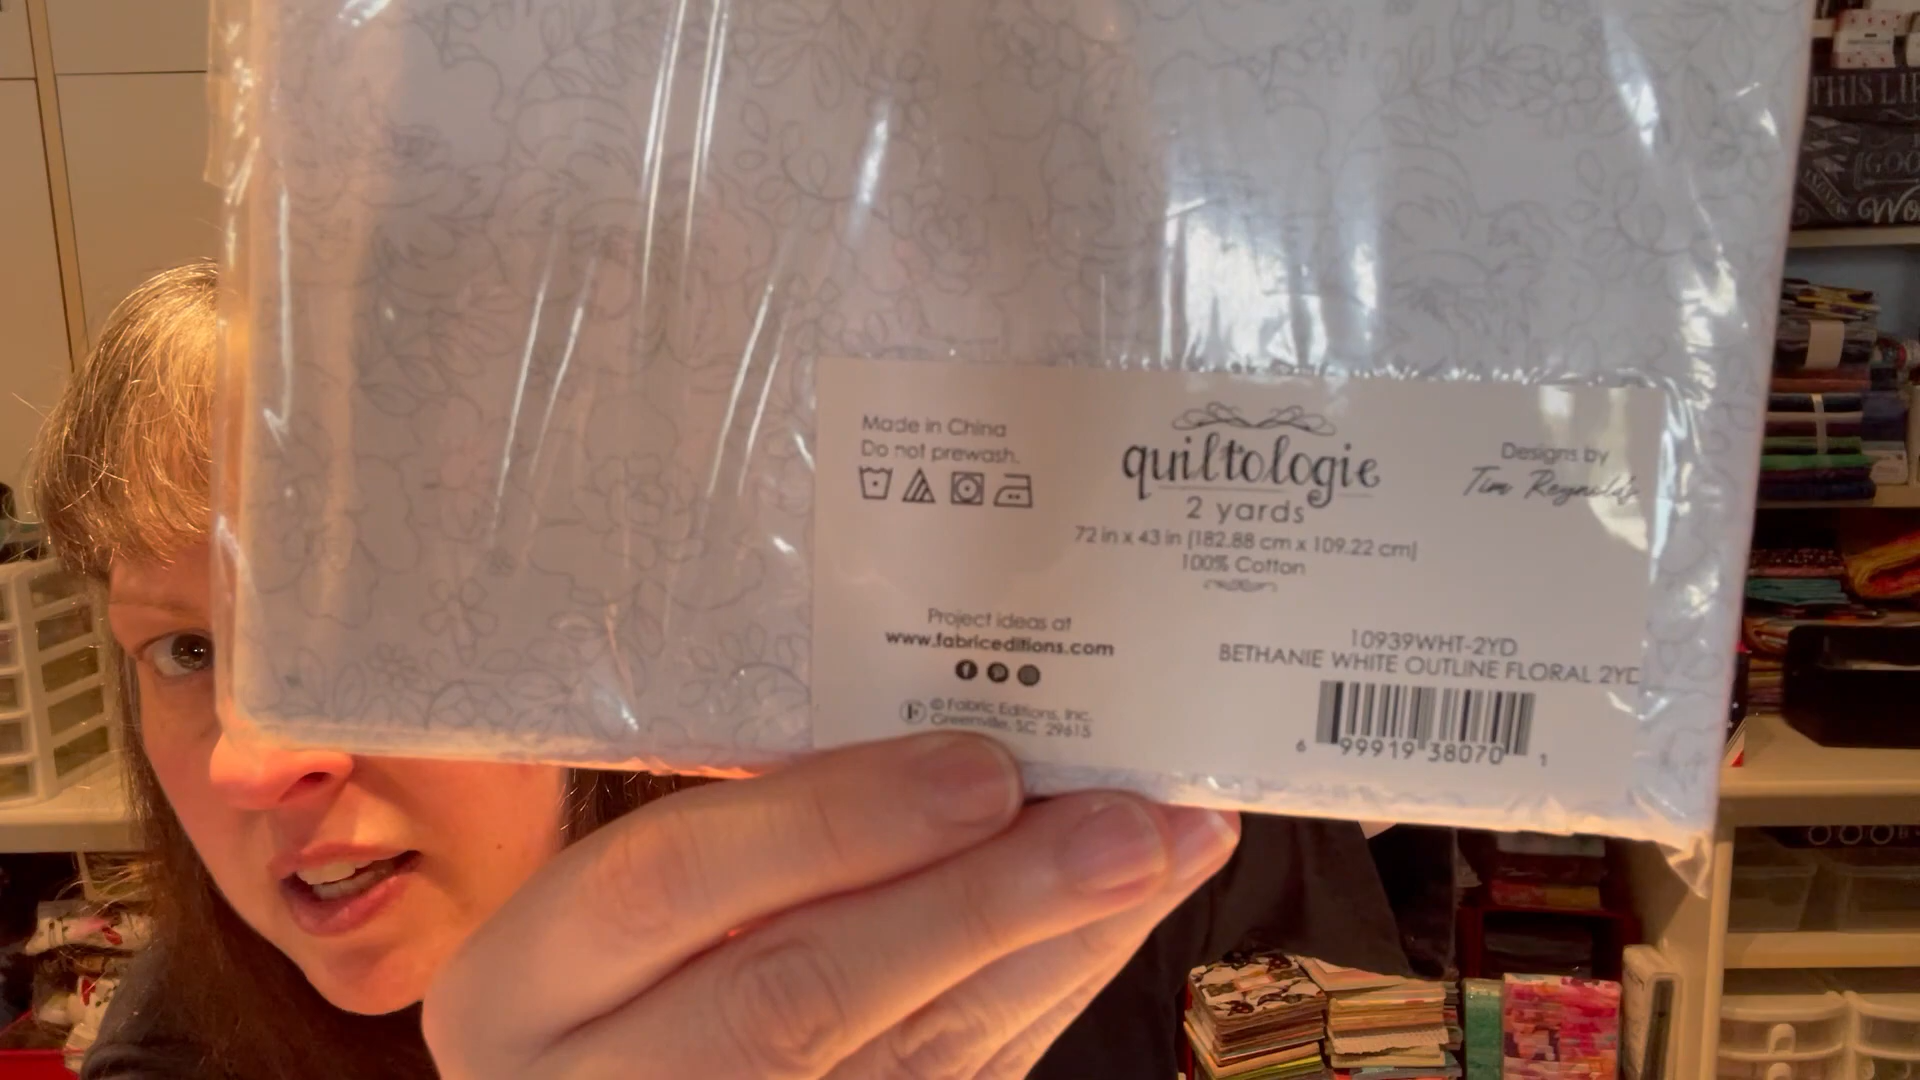 Made in China
Do not prewash.
quiltologie
2 yards
72 in x 43 in (182.88 cm x 109.22 cm)
100% Cotton
Designs by
Tim Reynolds
Project ideas at
www.fabriceditions.com
© Fabric Editions, Inc.
Greenville, SC 29615
10939WHT-2YD
BETHANIE WHITE OUTLINE FLORAL 2YD
6 99919 38070 1
THIS